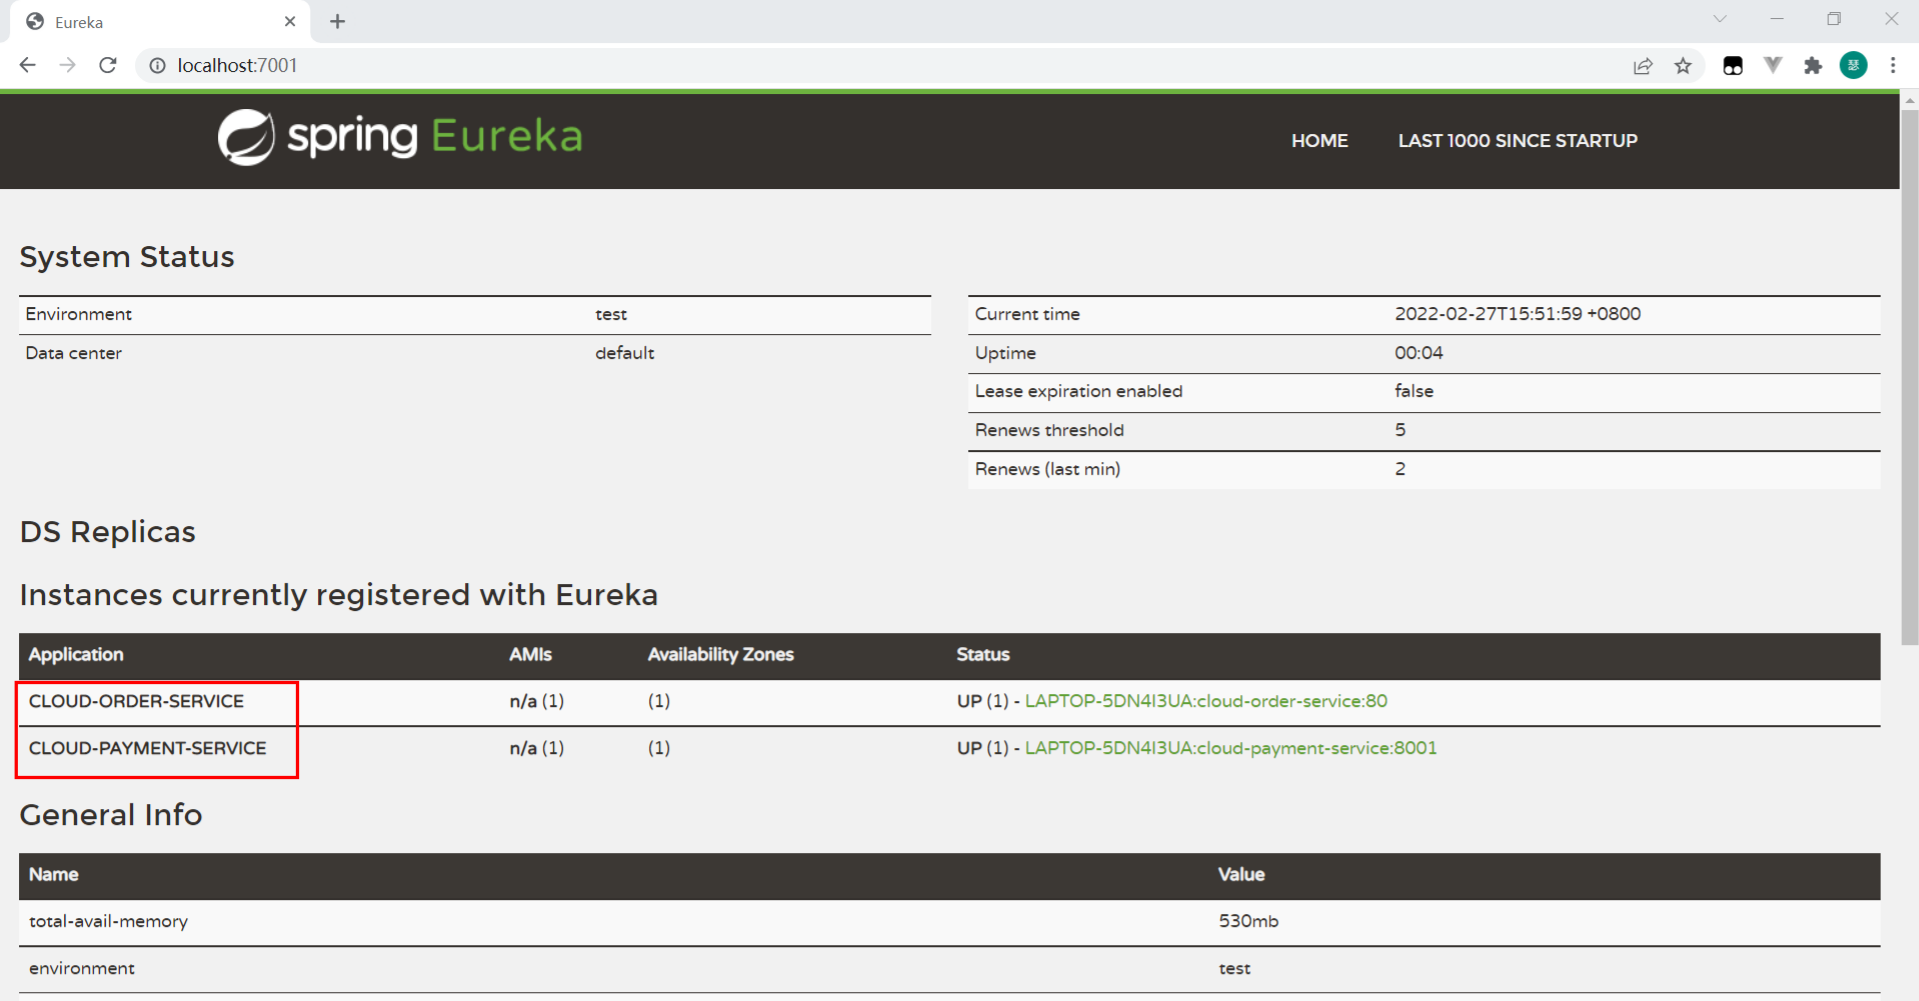 Eureka
localhost:7001
瑟
spring Eureka
HOME LAST 1000 SINCE STARTUP
System Status
Environment test
Data center default
Current time 2022-02-27T15:51:59 +0800
Uptime 00:04
Lease expiration enabled false
Renews threshold 5
Renews (last min) 2
DS Replicas
Instances currently registered with Eureka
Application AMIs Availability Zones Status
CLOUD-ORDER-SERVICE n/a (1) (1) UP (1) - LAPTOP-5DN4I3UA:cloud-order-service:80
CLOUD-PAYMENT-SERVICE n/a (1) (1) UP (1) - LAPTOP-5DN4I3UA:cloud-payment-service:8001
General Info
Name Value
total-avail-memory 530mb
environment test